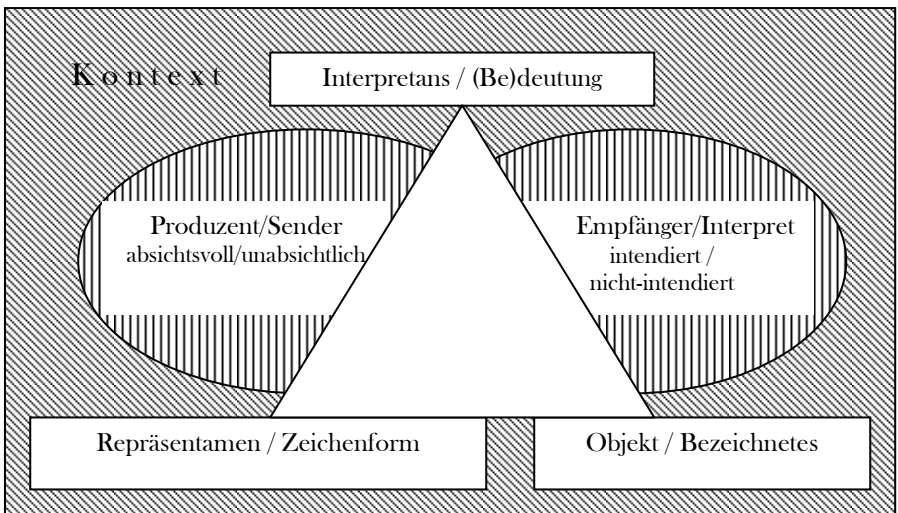 Kontext
Interpretans / (Be)deutung
Produzent/Sender
absichtsvoll/unabsichtlich
Empfänger/Interpret
intendiert /
nicht-intendiert
Repräsentamen / Zeichenform
Objekt / Bezeichnetes